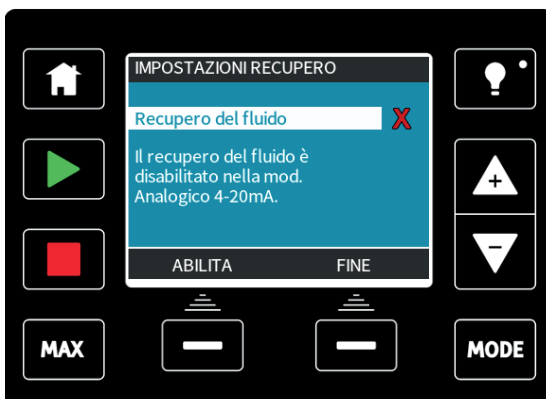 IMPOSTAZIONI RECUPERO
Recupero del fluido X
Il recupero del fluido è
disabilitato nella mod.
Analogico 4-20mA.
ABILITA FINE
MAX
MODE